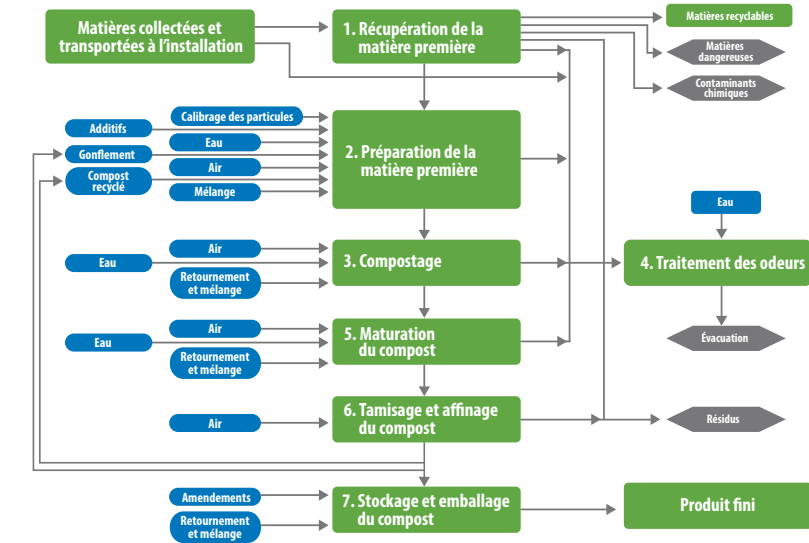 Matières collectées et
transportées à l'installation
1. Récupération de la
matière première
Matières recyclables
Matières
dangereuses
Contaminants
chimiques
Calibrage des particules
Additifs
Eau
Gonflement
Air
Compost
recyclé
Mélange
2. Préparation de la
matière première
Eau
Air
Eau
Retournement
et mélange
3. Compostage
4. Traitement des odeurs
Air
Eau
Retournement
et mélange
5. Maturation
du compost
Évacuation
Air
6. Tamisage et affinage
du compost
Résidus
Amendements
Retournement
et mélange
7. Stockage et emballage
du compost
Produit fini